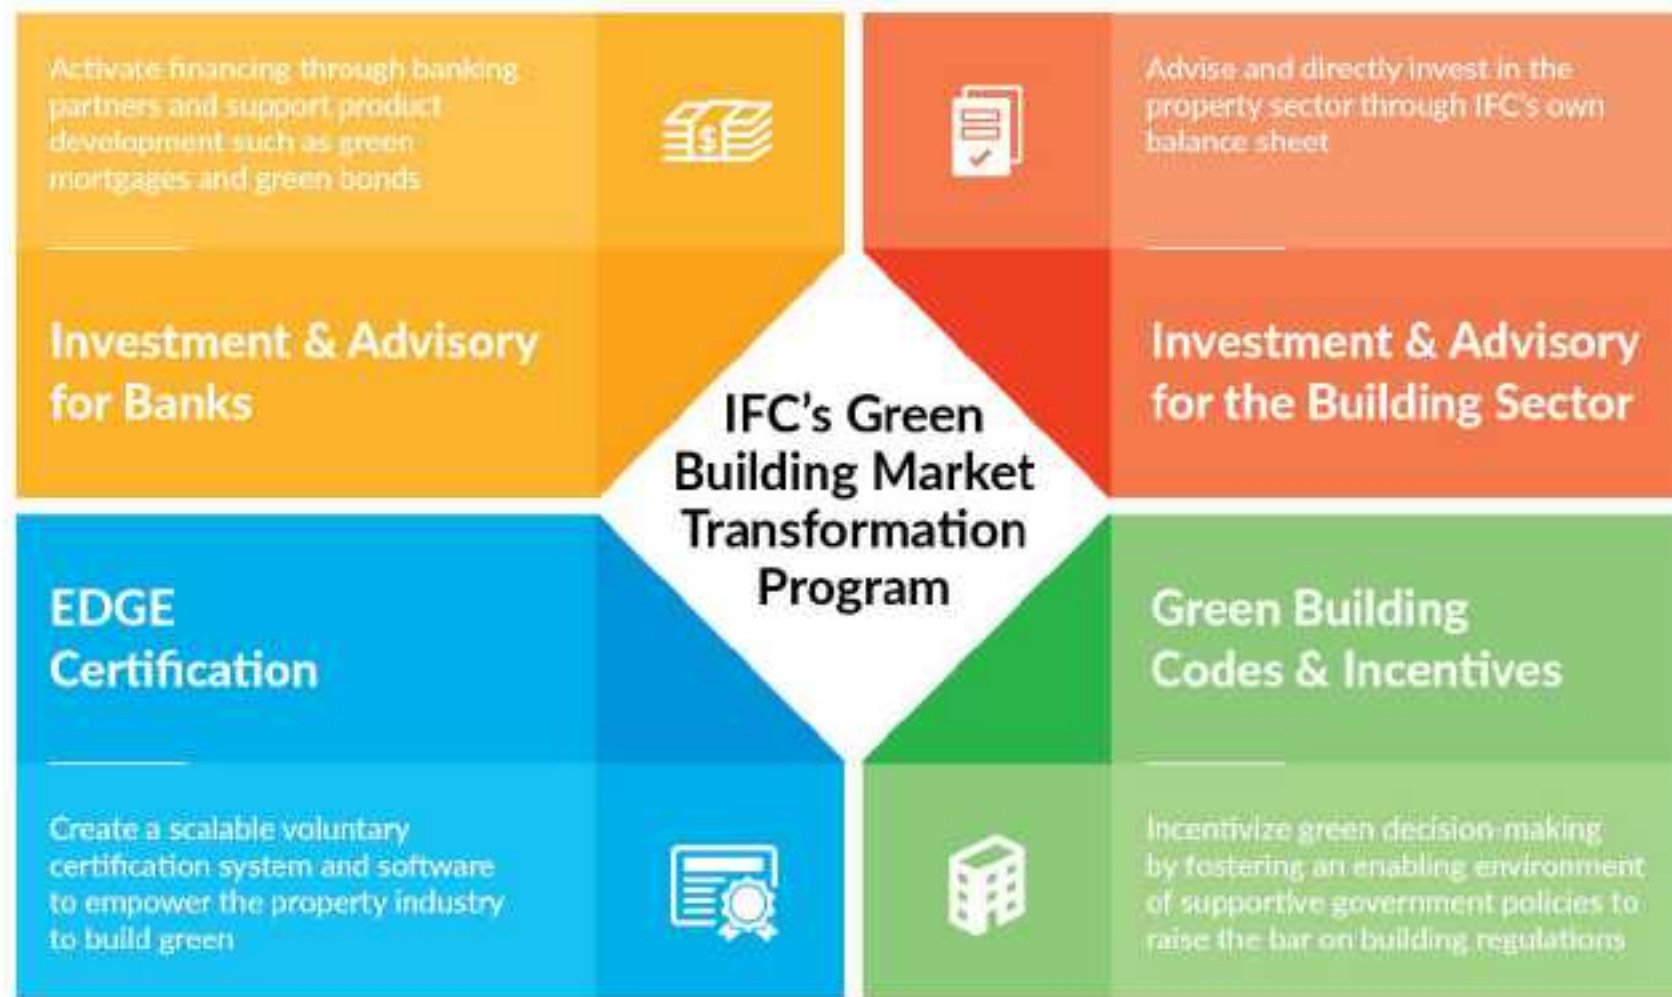 Activate financing through banking
partners and support product
development such as green
mortgages and green bonds
$
Investment & Advisory
for Banks
Advise and directly invest in the
property sector through IFC's own
balance sheet
Investment & Advisory
for the Building Sector
IFC's Green
Building Market
Transformation
Program
EDGE
Certification
Create a scalable voluntary
certification system and software
to empower the property industry
to build green
Green Building
Codes & Incentives
Incentivize green decision-making
by fostering an enabling environment
of supportive government policies to
raise the bar on building regulations